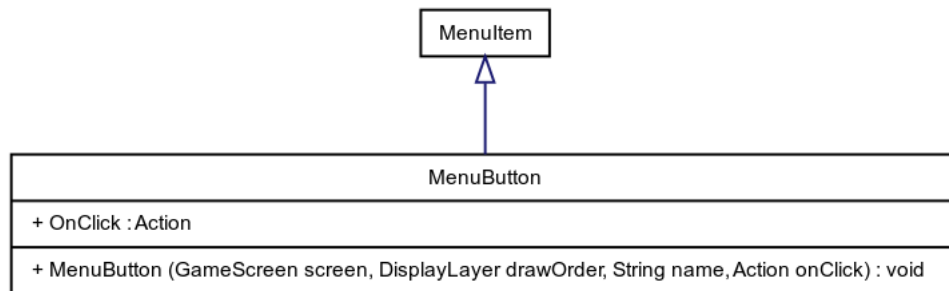 MenuItem
MenuButton
+ OnClick : Action
+ MenuButton (GameScreen screen, DisplayLayer drawOrder, String name, Action onClick) : void